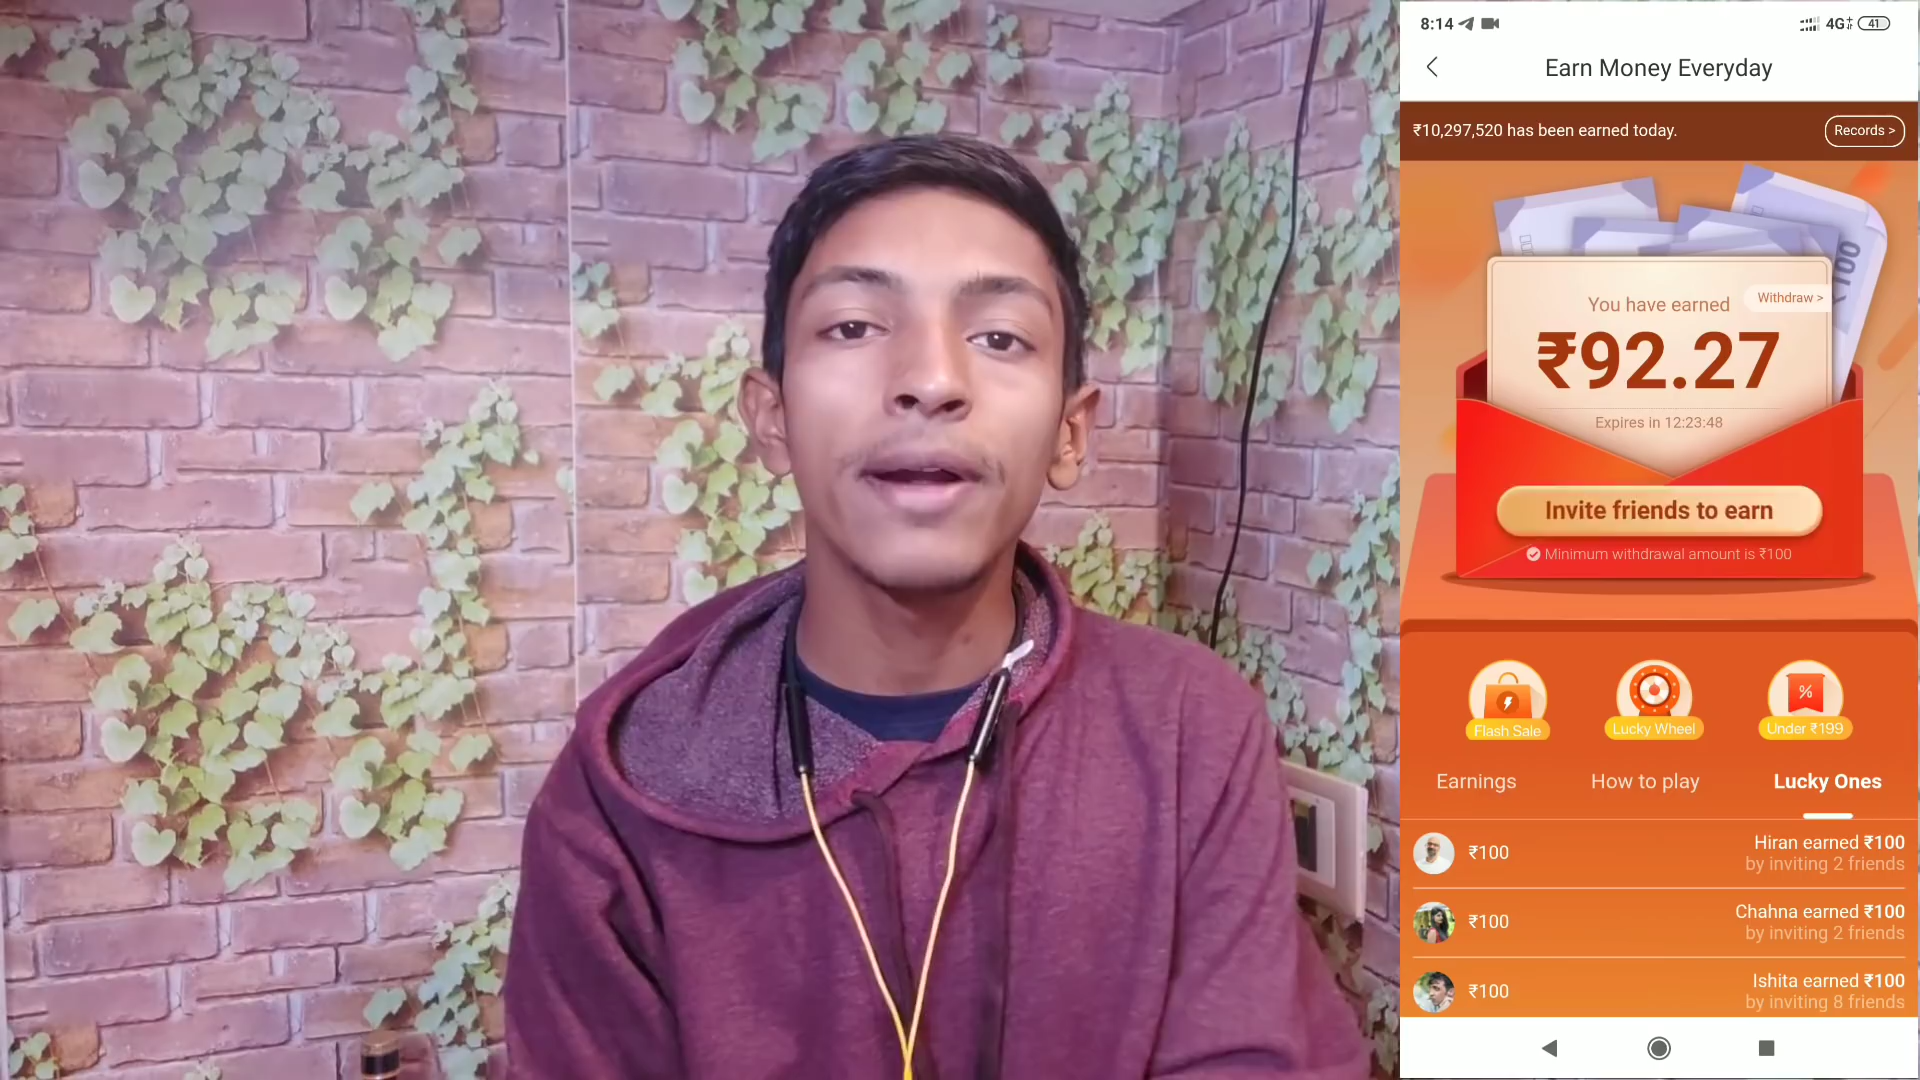 8:14
4G
41
Earn Money Everyday
₹10,297,520 has been earned today.
Records >
₹100
You have earned
Withdraw >
₹92.27
Expires in 12:23:48
Invite friends to earn
Minimum withdrawal amount is ₹100
%
Flash Sale
Lucky Wheel
Under ₹199
Earnings
How to play
Lucky Ones
₹100
Hiran earned ₹100
by inviting 2 friends
₹100
Chahna earned ₹100
by inviting 2 friends
₹100
Ishita earned ₹100
by inviting 8 friends